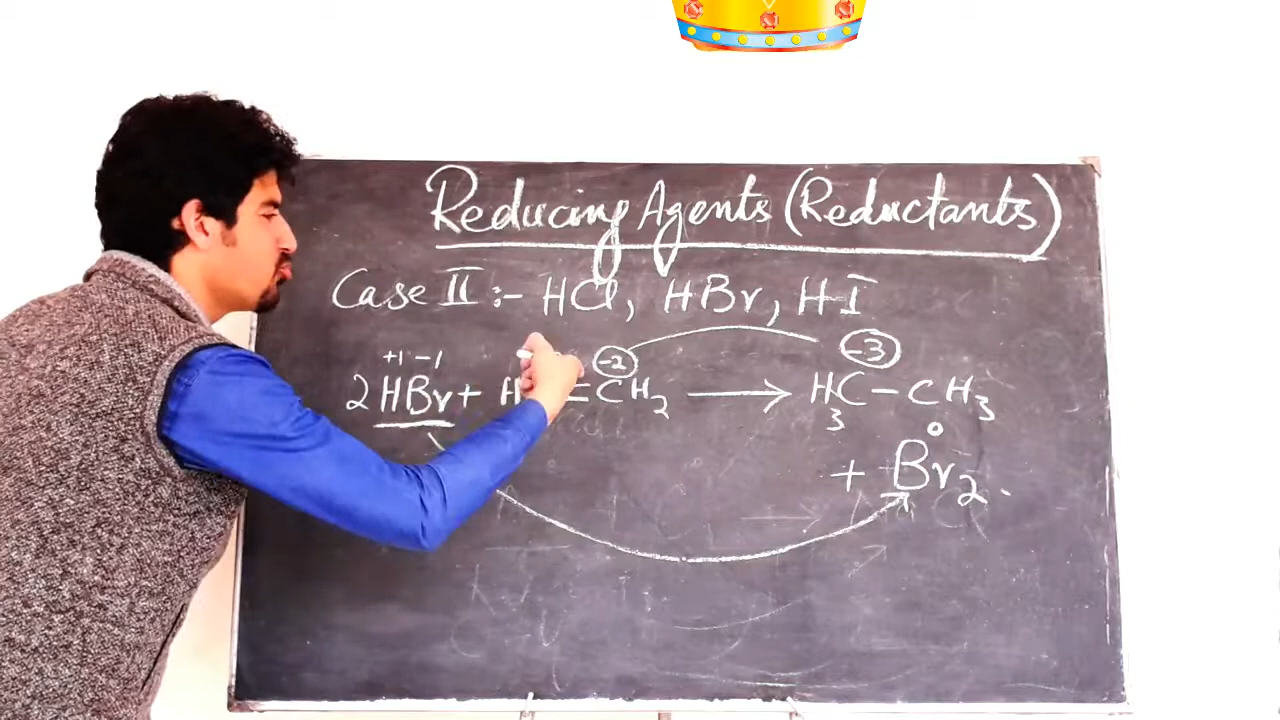 Reducing Agents (Reductants)
Case II :- HCl, HBr, HI
+1 -1 -2 -3
2HBr + H = CH2 → H3C - CH3
0
+ Br2.